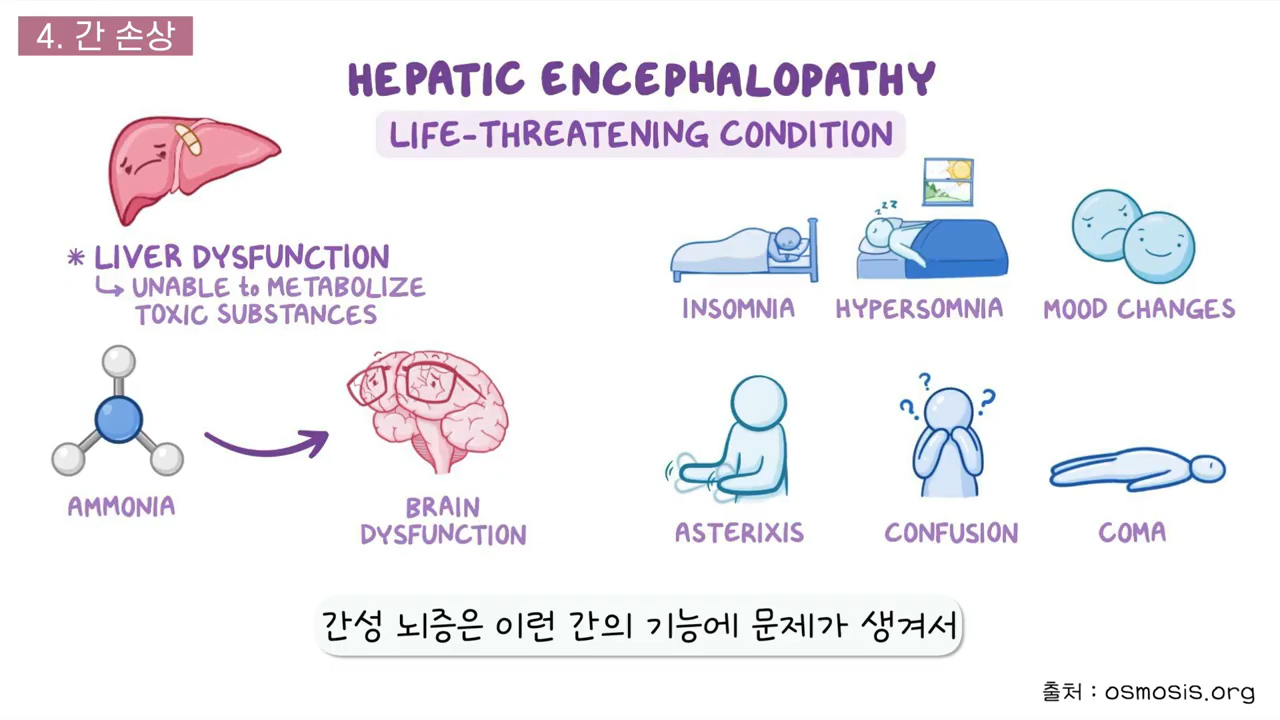 4. 간 손상
HEPATIC ENCEPHALOPATHY
LIFE-THREATENING CONDITION
* LIVER DYSFUNCTION
↳ UNABLE to METABOLIZE
TOXIC SUBSTANCES
AMMONIA
BRAIN
DYSFUNCTION
zzz
INSOMNIA
HYPERSOMNIA
MOOD CHANGES
? ? ?
ASTERIXIS
CONFUSION
COMA
간성 뇌증은 이런 간의 기능에 문제가 생겨서
출처 : osmosis.org